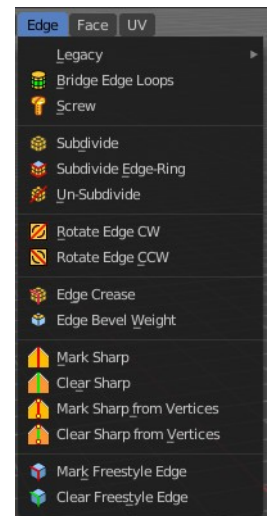 Edge Face UV
Legacy
Bridge Edge Loops
Screw
Subdivide
Subdivide Edge-Ring
Un-Subdivide
Rotate Edge CW
Rotate Edge CCW
Edge Crease
Edge Bevel Weight
Mark Sharp
Clear Sharp
Mark Sharp from Vertices
Clear Sharp from Vertices
Mark Freestyle Edge
Clear Freestyle Edge